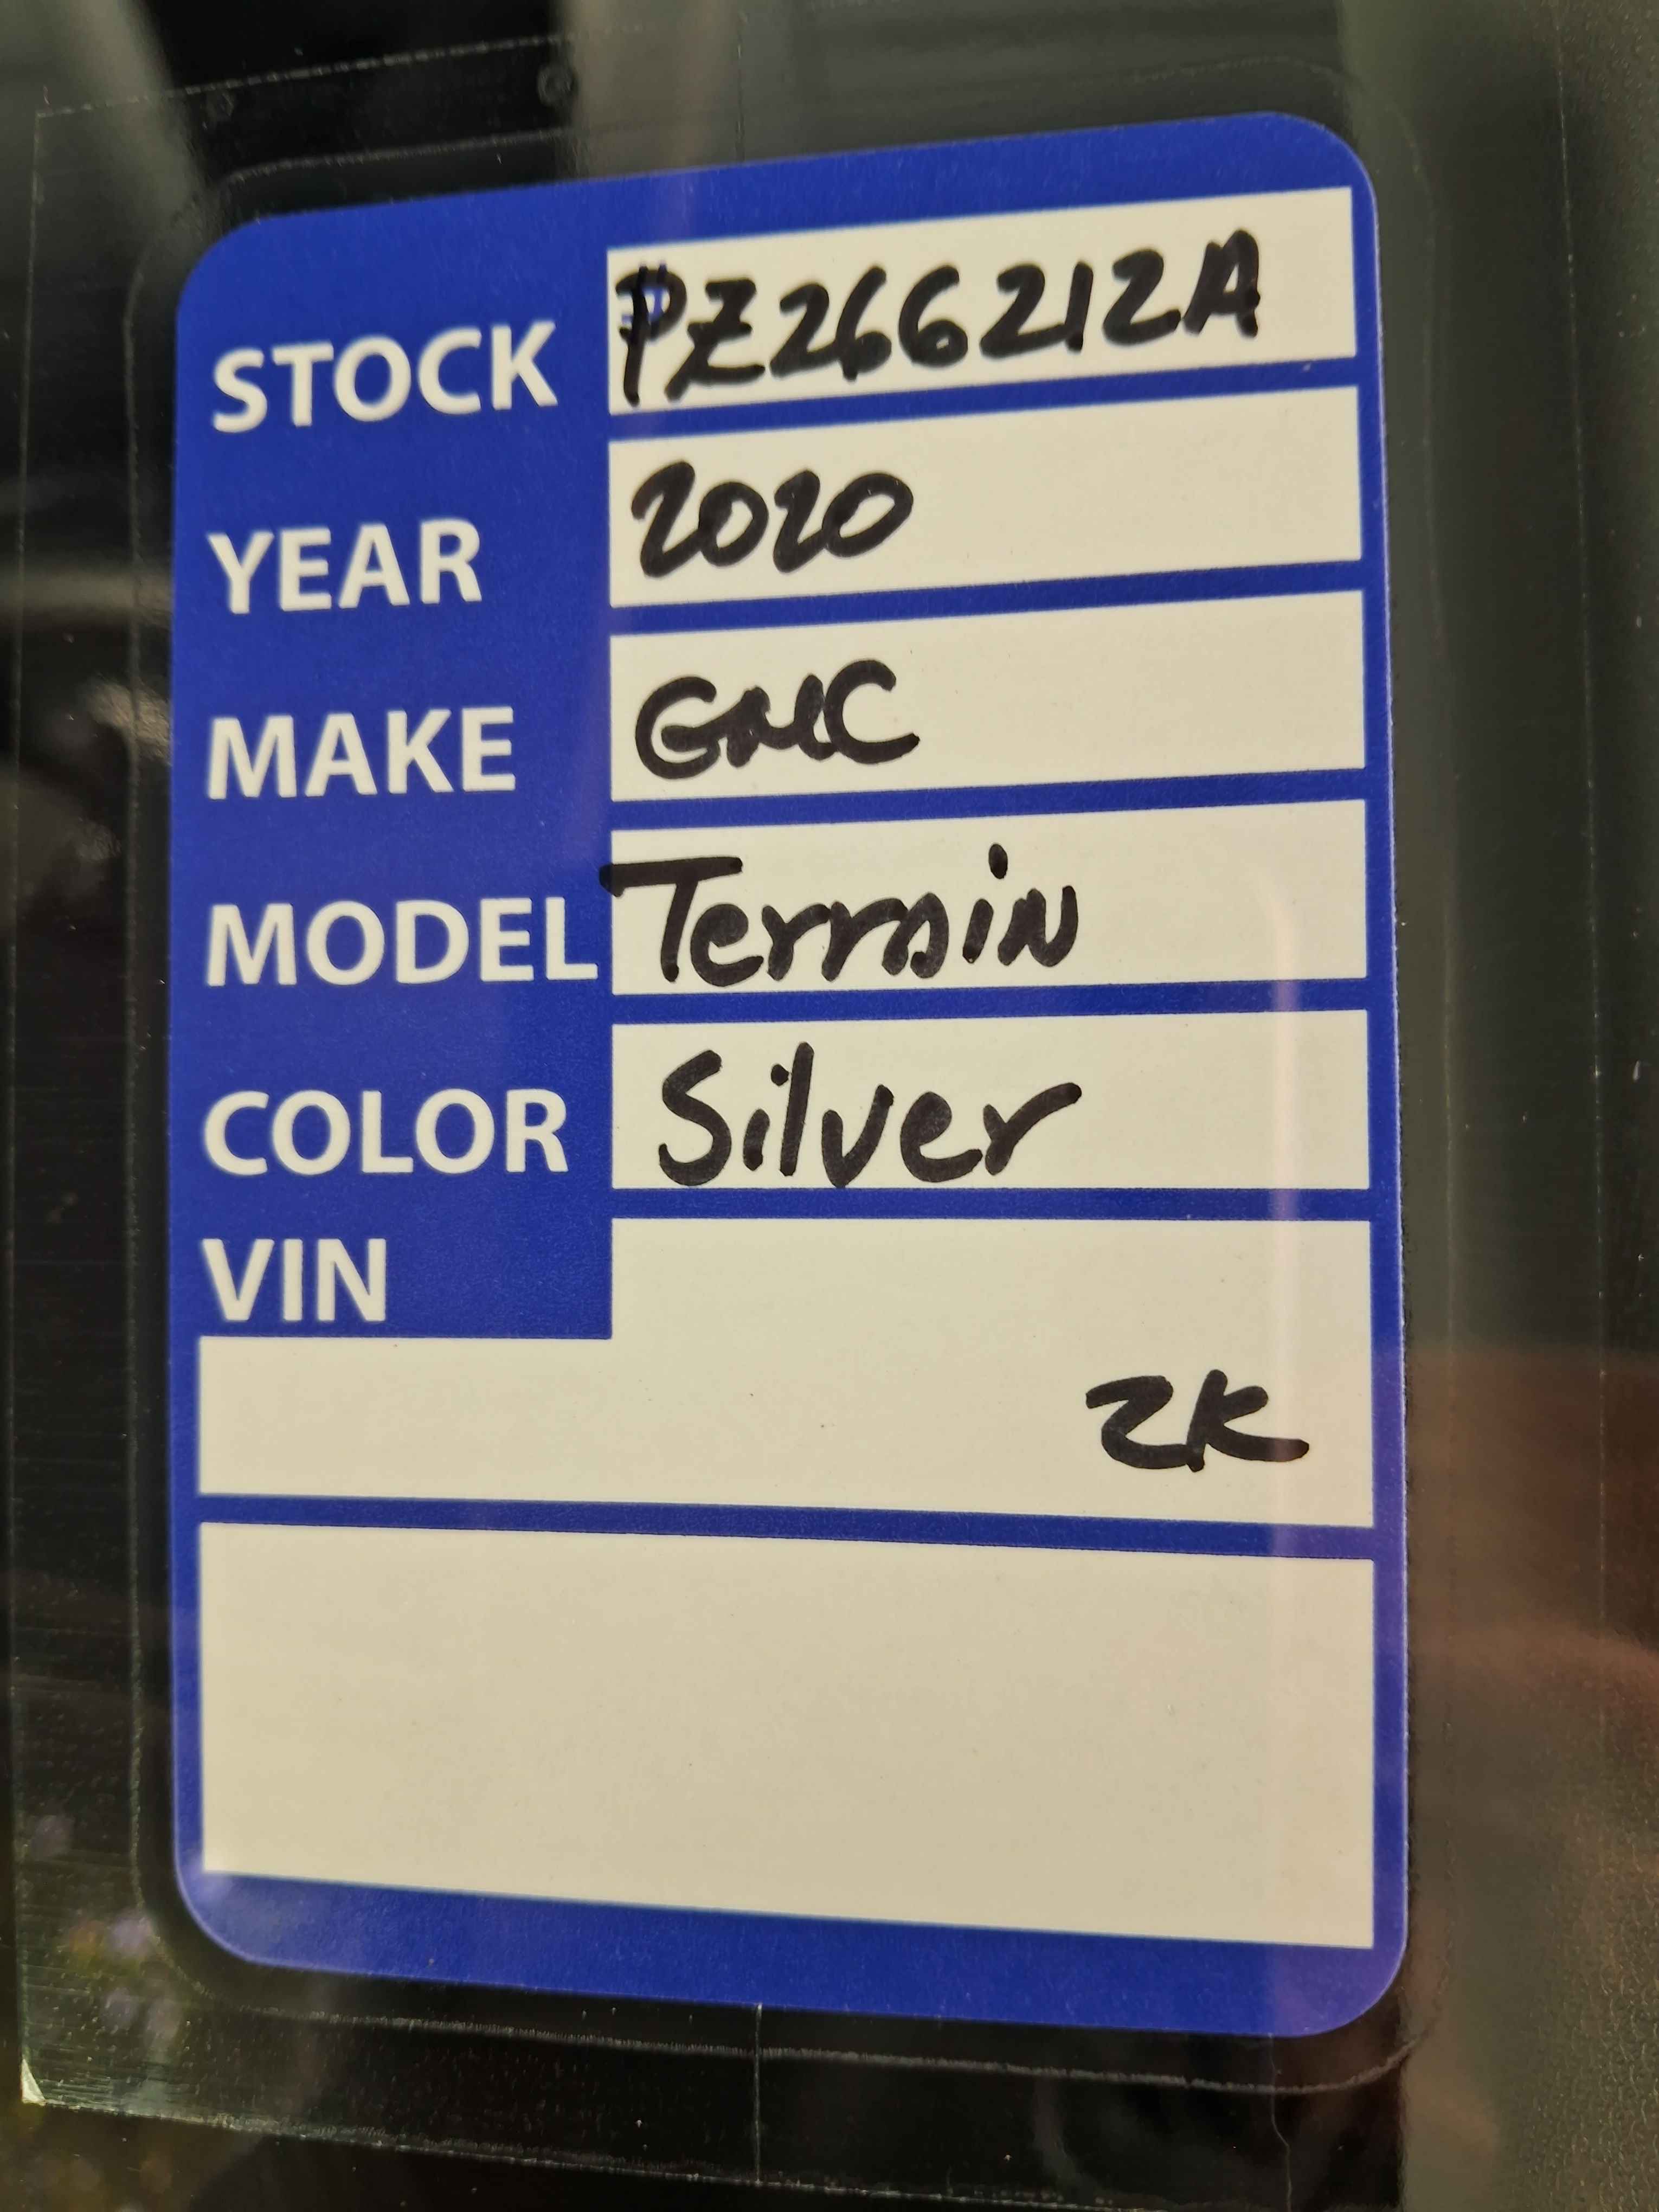 STOCK PZ266212A
YEAR 2020
MAKE GMC
MODEL Terrain
COLOR Silver
VIN
2K